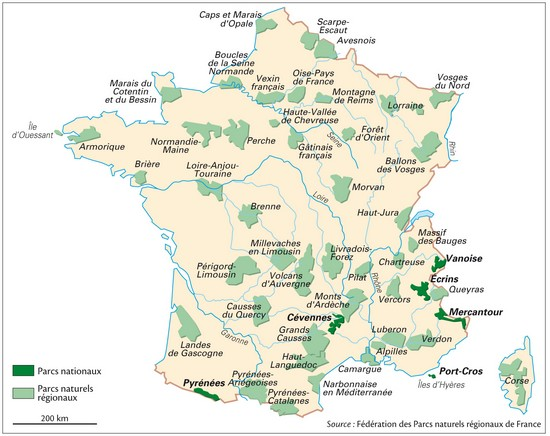 Caps et Marais
d'Opale
Scarpe-
Escaut
Avesnois
Boucles
de la Seine
Normande
Vexin
français
Oise-Pays
de France
Marais du
Cotentin
et du Bessin
Montagne
de Reims
Vosges
du Nord
Lorraine
Île
d'Ouessant
Armorique
Normandie-
Maine
Perche
Haute-Vallée
de Chevreuse
Seine
Forêt
d'Orient
Gâtinais
français
Rhin
Ballons
des Vosges
Brière
Loire-Anjou-
Touraine
Loire
Morvan
Brenne
Haut-Jura
Massif
des Bauges
Millevaches
en Limousin
Livradois-
Forez
Chartreuse
Vanoise
Périgord-
Limousin
Volcans
d'Auvergne
Pilat
Rhône
Écrins
Queyras
Vercors
Monts
d'Ardèche
Causses
du Quercy
Cévennes
Mercantour
Garonne
Grands
Causses
Luberon
Verdon
Landes
de Gascogne
Alpilles
Haut-
Languedoc
Camargue
Port-Cros
Îles d'Hyères
Corse
Parcs nationaux
Parcs naturels
régionaux
Pyrénées
Pyrénées-
Ariégeoises
Pyrénées-
Catalanes
Narbonnaise
en Méditerranée
200 km
Source : Fédération des Parcs naturels régionaux de France